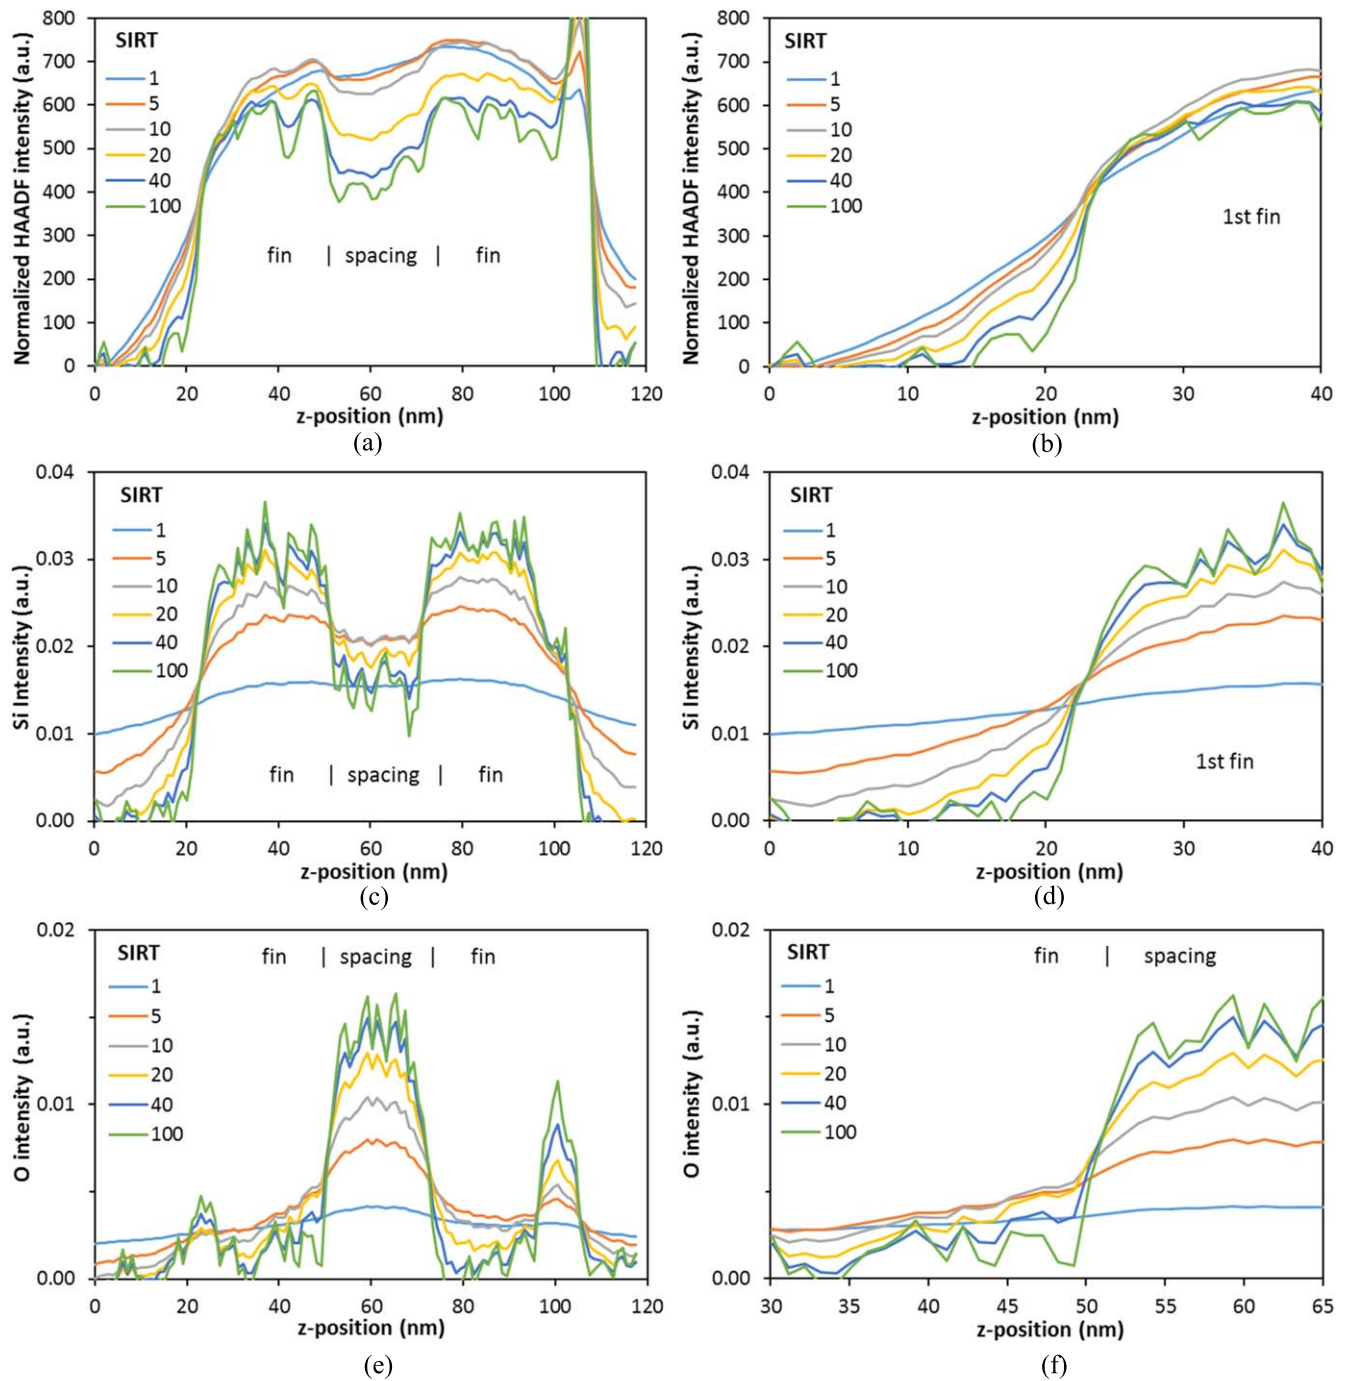 Normalized HAADF intensity (a.u.)
800
700
600
500
400
300
200
100
0
SIRT
1
5
10
20
40
100
fin | spacing | fin
0 20 40 60 80 100 120
z-position (nm)
(a)
Normalized HAADF intensity (a.u.)
800
700
600
500
400
300
200
100
0
SIRT
1
5
10
20
40
100
1st fin
0 10 20 30 40
z-position (nm)
(b)
Si Intensity (a.u.)
0.04
0.03
0.02
0.01
0.00
SIRT
1
5
10
20
40
100
fin | spacing | fin
0 20 40 60 80 100 120
z-position (nm)
(c)
Si Intensity (a.u.)
0.04
0.03
0.02
0.01
0.00
SIRT
1
5
10
20
40
100
1st fin
0 10 20 30 40
z-position (nm)
(d)
O intensity (a.u.)
0.02
0.01
0.00
SIRT
1
5
10
20
40
100
fin | spacing | fin
0 20 40 60 80 100 120
z-position (nm)
(e)
O intensity (a.u.)
0.02
0.01
0.00
SIRT
1
5
10
20
40
100
fin | spacing
30 35 40 45 50 55 60 65
z-position (nm)
(f)